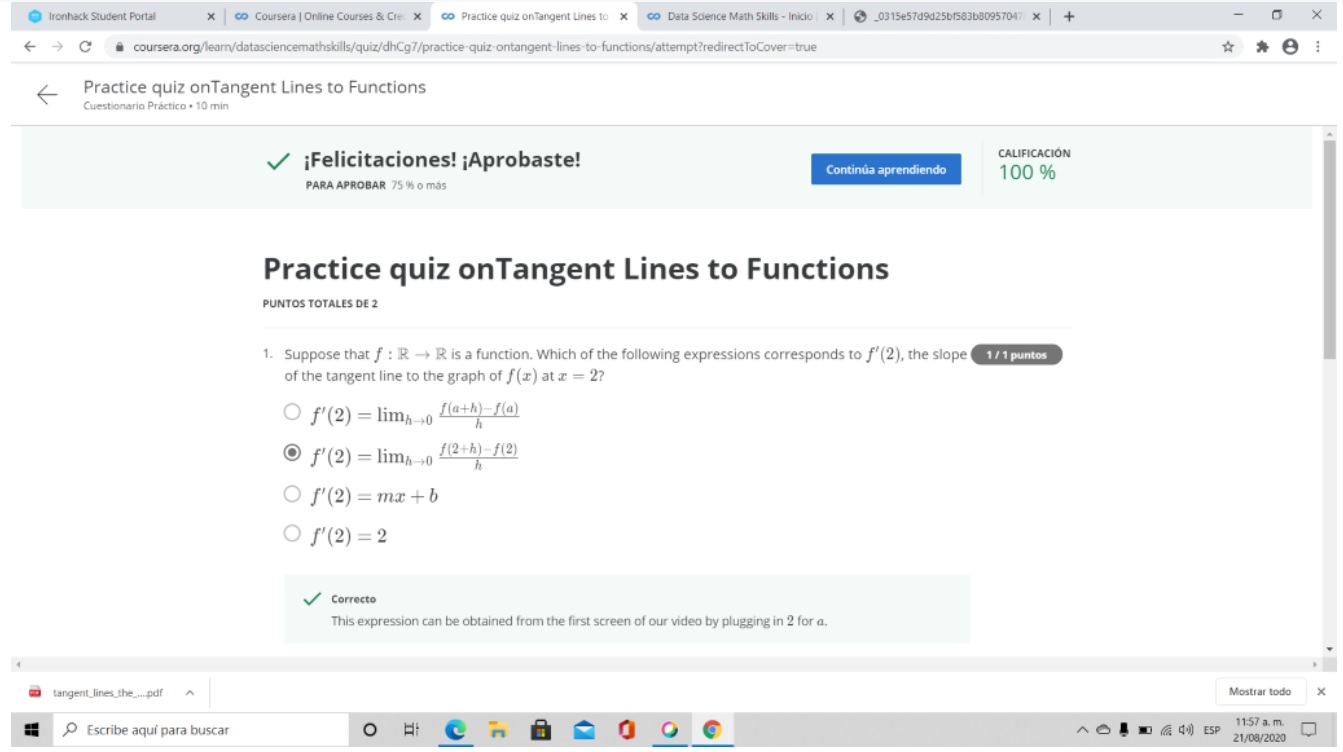 Ironhack Student Portal
Coursera | Online Courses & Cre
Practice quiz onTangent Lines to
Data Science Math Skills - Inicio |
_0315e57d9d25bf583b80957047
coursera.org/learn/datasciencemathskills/quiz/dhCg7/practice-quiz-ontangent-lines-to-functions/attempt?redirectToCover=true
Practice quiz onTangent Lines to Functions
Cuestionario Práctico • 10 min
¡Felicitaciones! ¡Aprobaste!
PARA APROBAR 75 % o más
Continúa aprendiendo
CALIFICACIÓN
100 %
Practice quiz onTangent Lines to Functions
PUNTOS TOTALES DE 2
1. Suppose that f : ℝ → ℝ is a function. Which of the following expressions corresponds to f′(2), the slope
1 / 1 puntos
of the tangent line to the graph of f(x) at x = 2?
f′(2) = lim_{h→0} \frac{f(a+h)−f(a)}{h}
f′(2) = lim_{h→0} \frac{f(2+h)−f(2)}{h}
f′(2) = mx + b
f′(2) = 2
Correcto
This expression can be obtained from the first screen of our video by plugging in 2 for a.
tangent_lines_the_....pdf
Mostrar todo
Escribe aquí para buscar
ESP
11:57 a. m.
21/08/2020